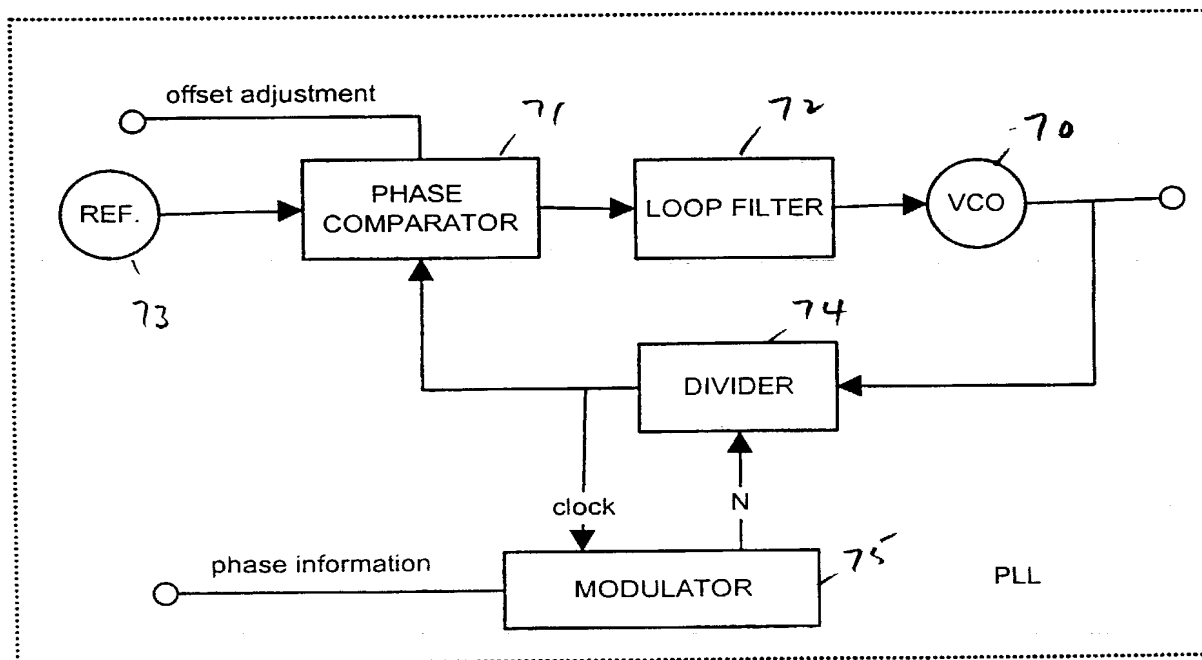 offset adjustment
71
72
70
REF.
PHASE
COMPARATOR
LOOP FILTER
VCO
73
74
DIVIDER
clock
N
phase information
MODULATOR
75
PLL